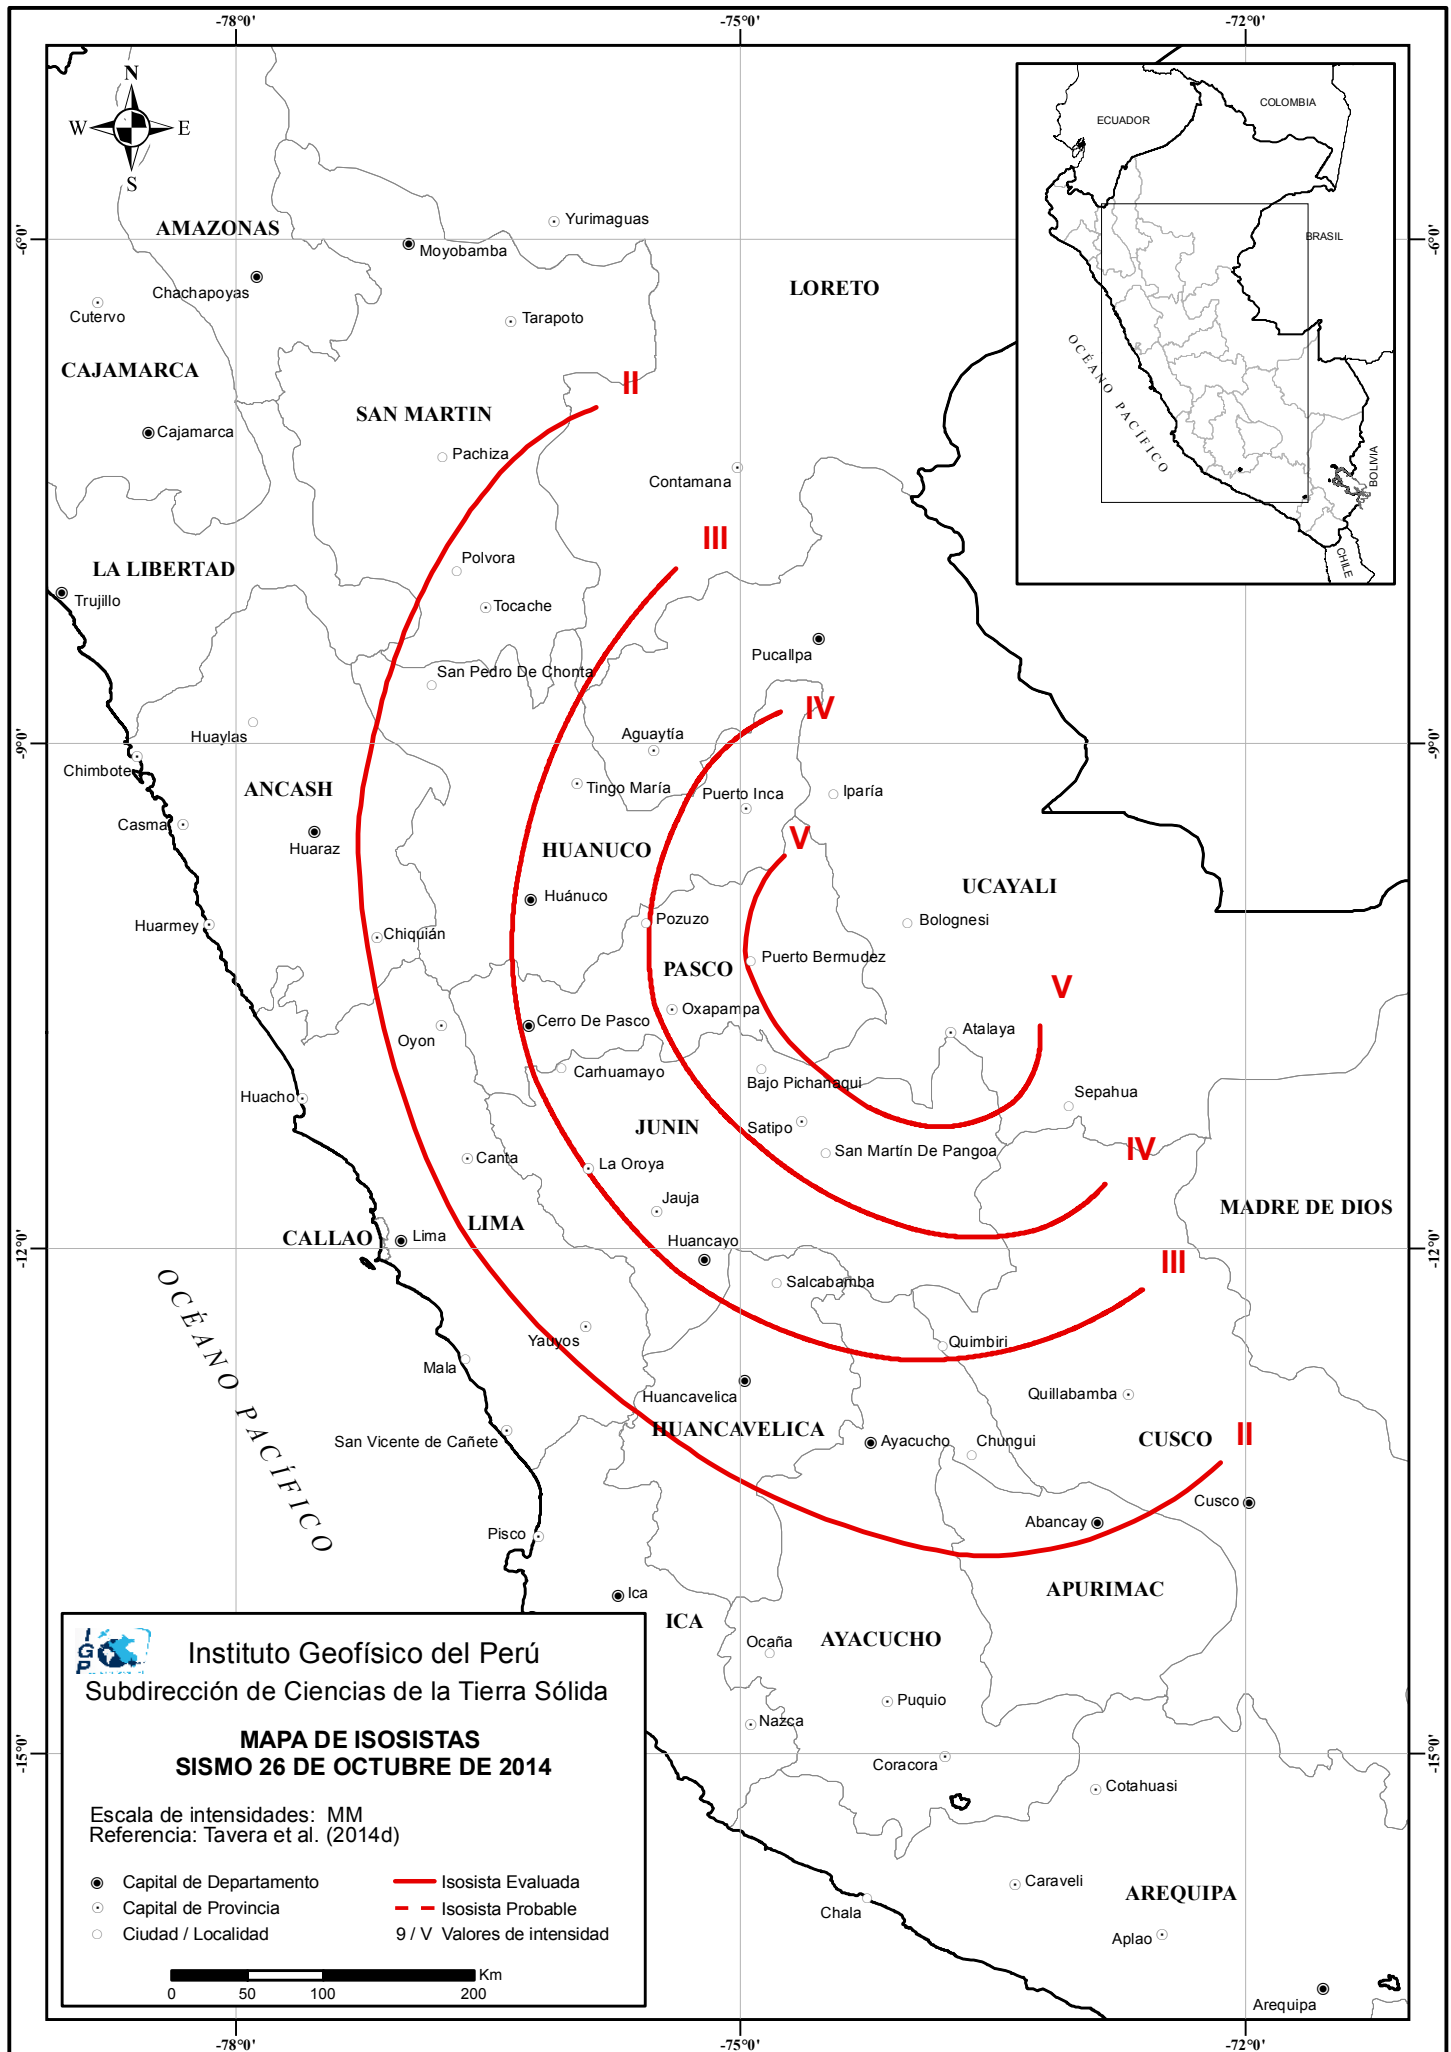 -78°0'
-75°0'
-72°0'
N
W
E
S
COLOMBIA
ECUADOR
BRASIL
OCÉANO PACÍFICO
BOLIVIA
CHILE
-6°0'
-6°0'
Yurimaguas
AMAZONAS
Moyobamba
LORETO
Chachapoyas
Cutervo
Tarapoto
CAJAMARCA
II
SAN MARTIN
Cajamarca
Pachiza
Contamana
III
Polvora
LA LIBERTAD
Trujillo
Tocache
Pucallpa
San Pedro De Chonta
IV
Huaylas
Aguaytía
-9°0'
-9°0'
Chimbote
ANCASH
Tingo María
Puerto Inca
Iparía
Casma
V
Huaraz
HUANUCO
UCAYALI
Huánuco
Pozuzo
Bolognesi
Huarmey
Chiquián
Puerto Bermudez
PASCO
V
Oxapampa
Cerro De Pasco
Atalaya
Oyon
Carhuamayo
Bajo Pichanaqui
Huacho
Sepahua
JUNIN
Satipo
San Martín De Pangoa
IV
Canta
La Oroya
Jauja
MADRE DE DIOS
LIMA
CALLAO
Lima
Huancayo
-12°0'
-12°0'
III
Salcabamba
OCÉANO PACÍFICO
Yauyos
Quimbiri
Mala
Huancavelica
Quillabamba
HUANCAVELICA
San Vicente de Cañete
Ayacucho
Chungui
CUSCO
II
Cusco
Abancay
Pisco
APURIMAC
Ica
ICA
AYACUCHO
Ocaña
Puquio
Nazca
-15°0'
-15°0'
Coracora
Cotahuasi
Caraveli
AREQUIPA
Chala
Aplao
Arequipa
IGP
Instituto Geofísico del Perú
Subdirección de Ciencias de la Tierra Sólida
MAPA DE ISOSISTAS
SISMO 26 DE OCTUBRE DE 2014
Escala de intensidades: MM
Referencia: Tavera et al. (2014d)
Capital de Departamento
Isosista Evaluada
Capital de Provincia
Isosista Probable
Ciudad / Localidad
9 / V Valores de intensidad
Km
0 50 100 200
-78°0'
-75°0'
-72°0'